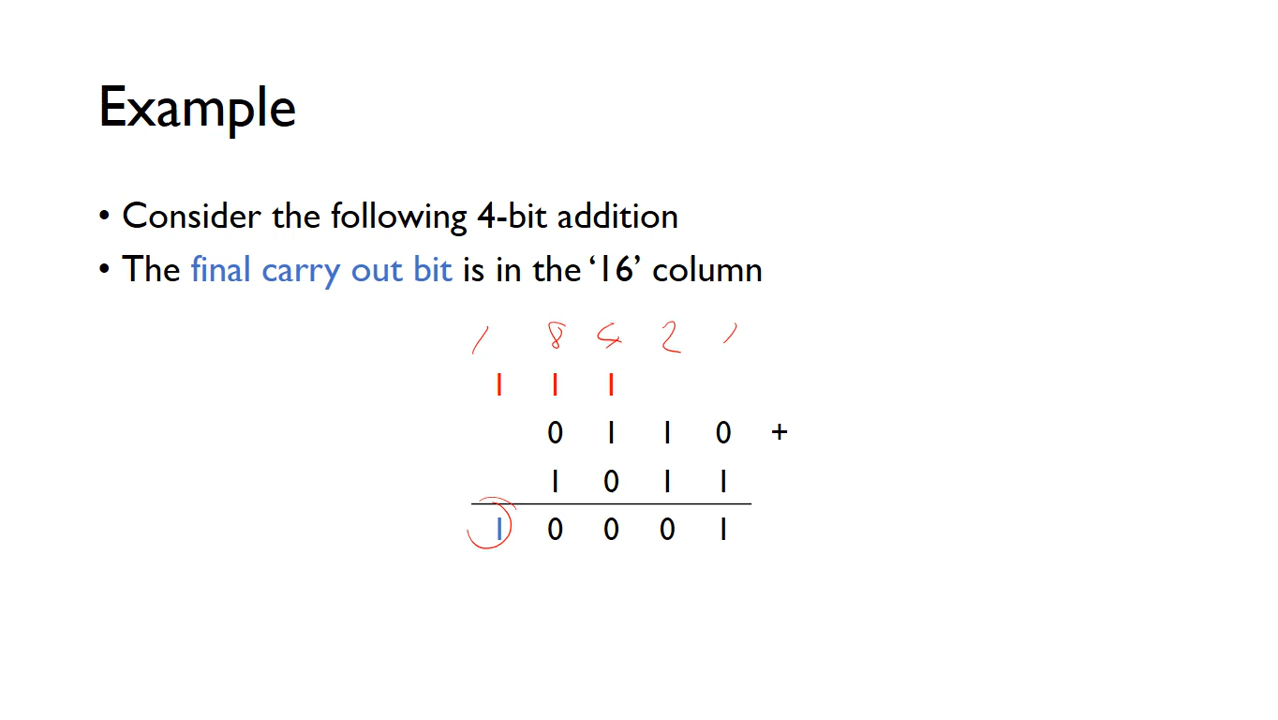 Example
• Consider the following 4-bit addition
• The final carry out bit is in the ‘16’ column
1 8 4 2 1
1 1 1
0 1 1 0 +
1 0 1 1
1 0 0 0 1